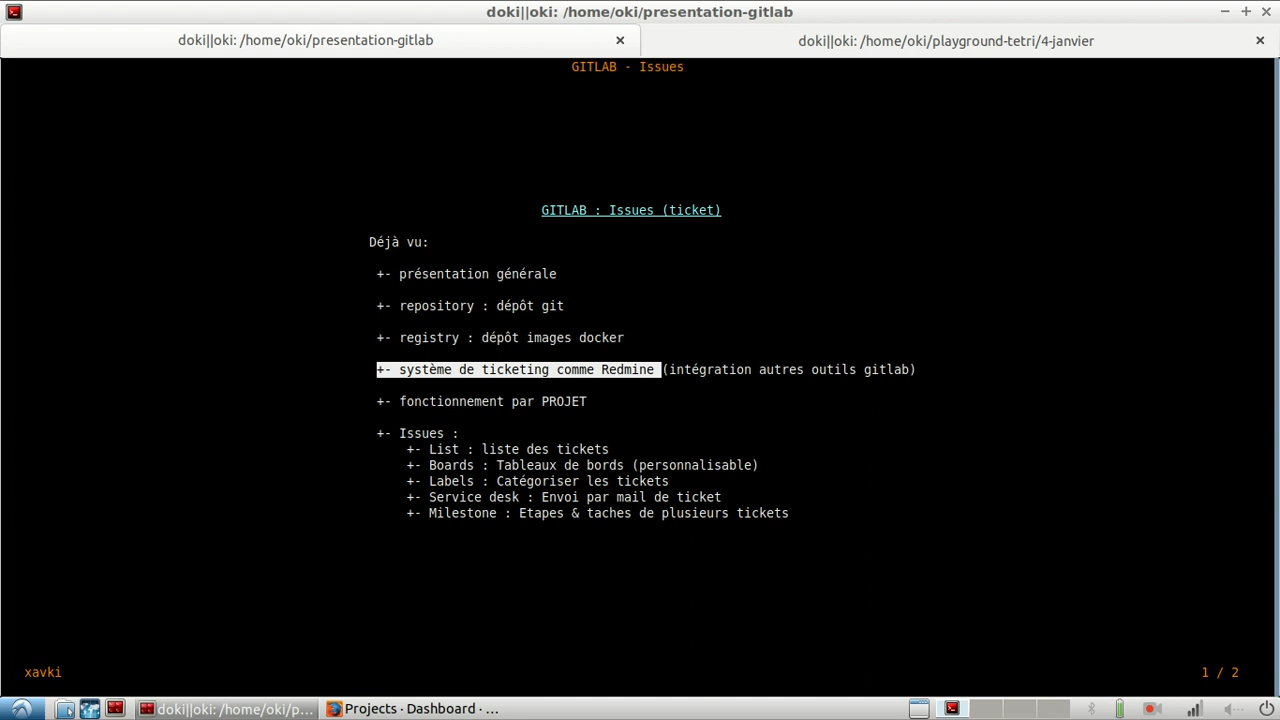 doki||oki: /home/oki/presentation-gitlab
doki||oki: /home/oki/presentation-gitlab
doki||oki: /home/oki/playground-tetri/4-janvier
GITLAB - Issues
GITLAB : Issues (ticket)
Déjà vu:
+- présentation générale
+- repository : dépôt git
+- registry : dépôt images docker
+- système de ticketing comme Redmine (intégration autres outils gitlab)
+- fonctionnement par PROJET
+- Issues :
+- List : liste des tickets
+- Boards : Tableaux de bords (personnalisable)
+- Labels : Catégoriser les tickets
+- Service desk : Envoi par mail de ticket
+- Milestone : Etapes & taches de plusieurs tickets
xavki
1 / 2
doki||oki: /home/oki/p...
Projects · Dashboard · ...